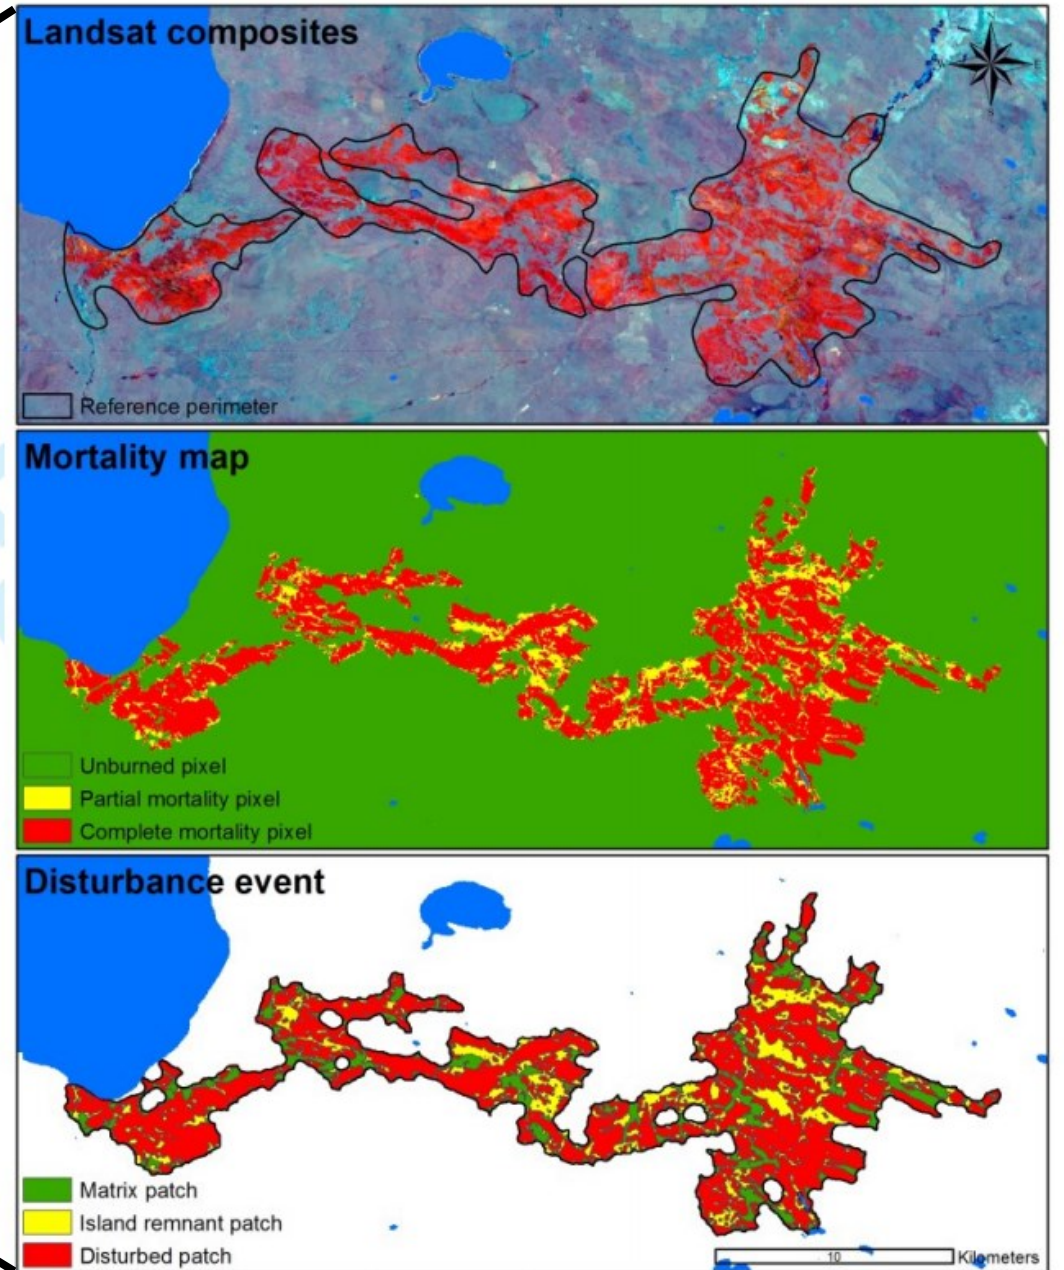 Landsat composites
E
S
Reference perimeter
Mortality map
Unburned pixel
Partial mortality pixel
Complete mortality pixel
Disturbance event
Matrix patch
Island remnant patch
Disturbed patch
10 Kilometers